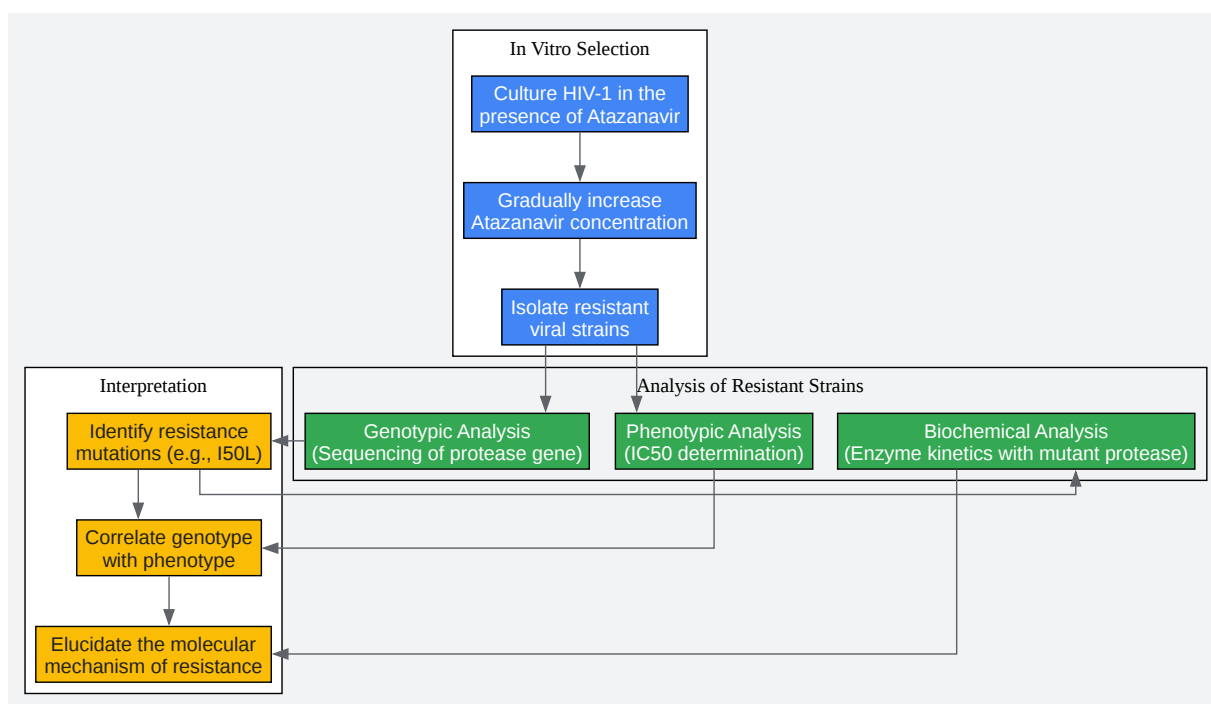 In Vitro Selection
Culture HIV-1 in the
presence of Atazanavir
Gradually increase
Atazanavir concentration
Isolate resistant
viral strains
Interpretation
Identify resistance
mutations (e.g., I50L)
Correlate genotype
with phenotype
Elucidate the molecular
mechanism of resistance
Analysis of Resistant Strains
Genotypic Analysis
(Sequencing of protease gene)
Phenotypic Analysis
(IC50 determination)
Biochemical Analysis
(Enzyme kinetics with mutant protease)